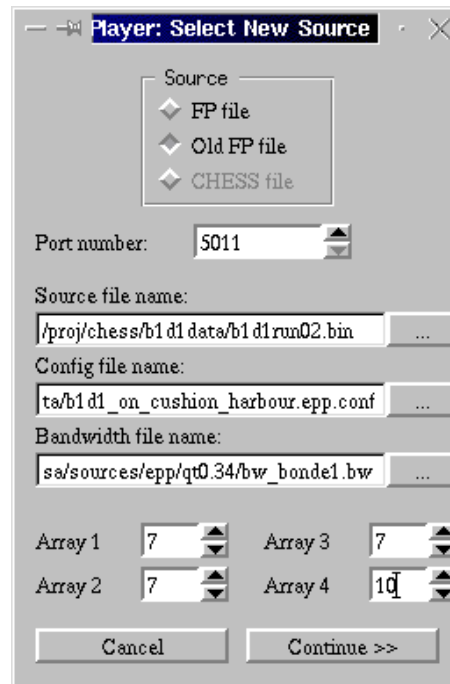 Player: Select New Source
Source
FP file
Old FP file
CHESS file
Port number: 5011
Source file name:
/proj/chess/b1d1data/b1d1run02.bin ...
Config file name:
ta/b1d1_on_cushion_harbour.epp.conf ...
Bandwidth file name:
sa/sources/epp/qt0.34/bw_bonde1.bw ...
Array 1 7 Array 3 7
Array 2 7 Array 4 10
Cancel Continue >>